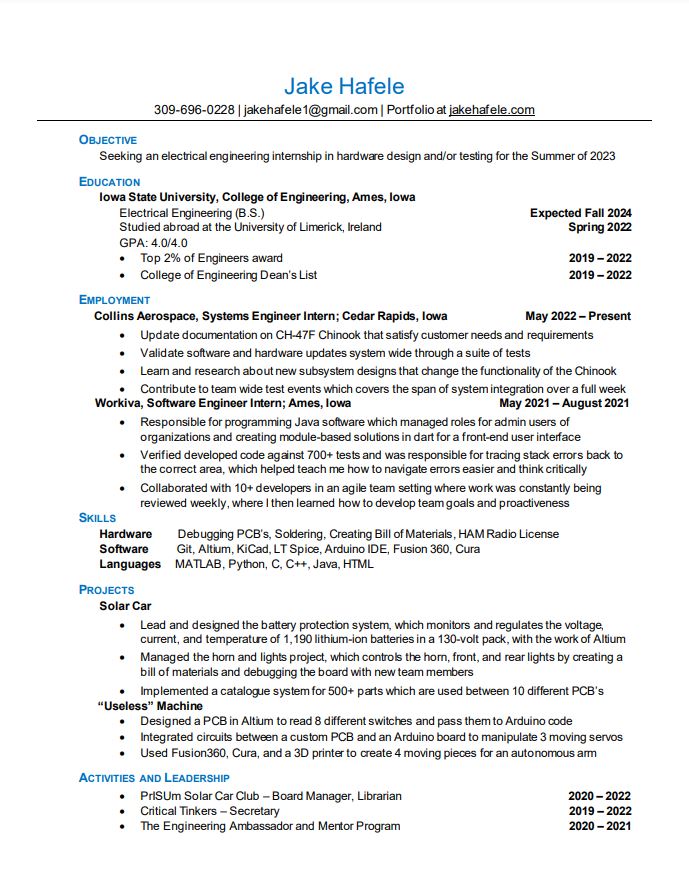 Jake Hafele
309-696-0228 | jakehafele1@gmail.com | Portfolio at jakehafele.com
OBJECTIVE
Seeking an electrical engineering internship in hardware design and/or testing for the Summer of 2023
EDUCATION
Iowa State University, College of Engineering, Ames, Iowa
Electrical Engineering (B.S.) Expected Fall 2024
Studied abroad at the University of Limerick, Ireland Spring 2022
GPA: 4.0/4.0
• Top 2% of Engineers award 2019 – 2022
• College of Engineering Dean's List 2019 – 2022
EMPLOYMENT
Collins Aerospace, Systems Engineer Intern; Cedar Rapids, Iowa May 2022 – Present
• Update documentation on CH-47F Chinook that satisfy customer needs and requirements
• Validate software and hardware updates system wide through a suite of tests
• Learn and research about new subsystem designs that change the functionality of the Chinook
• Contribute to team wide test events which covers the span of system integration over a full week
Workiva, Software Engineer Intern; Ames, Iowa May 2021 – August 2021
• Responsible for programming Java software which managed roles for admin users of
organizations and creating module-based solutions in dart for a front-end user interface
• Verified developed code against 700+ tests and was responsible for tracing stack errors back to
the correct area, which helped teach me how to navigate errors easier and think critically
• Collaborated with 10+ developers in an agile team setting where work was constantly being
reviewed weekly, where I then learned how to develop team goals and proactiveness
SKILLS
Hardware Debugging PCB's, Soldering, Creating Bill of Materials, HAM Radio License
Software Git, Altium, KiCad, LT Spice, Arduino IDE, Fusion 360, Cura
Languages MATLAB, Python, C, C++, Java, HTML
PROJECTS
Solar Car
• Lead and designed the battery protection system, which monitors and regulates the voltage,
current, and temperature of 1,190 lithium-ion batteries in a 130-volt pack, with the work of Altium
• Managed the horn and lights project, which controls the horn, front, and rear lights by creating a
bill of materials and debugging the board with new team members
• Implemented a catalogue system for 500+ parts which are used between 10 different PCB's
“Useless” Machine
• Designed a PCB in Altium to read 8 different switches and pass them to Arduino code
• Integrated circuits between a custom PCB and an Arduino board to manipulate 3 moving servos
• Used Fusion360, Cura, and a 3D printer to create 4 moving pieces for an autonomous arm
ACTIVITIES AND LEADERSHIP
• PrISUm Solar Car Club – Board Manager, Librarian 2020 – 2022
• Critical Tinkers – Secretary 2019 – 2022
• The Engineering Ambassador and Mentor Program 2020 – 2021